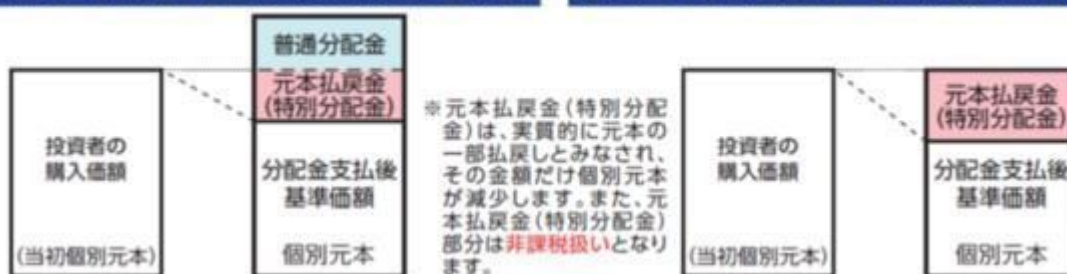 普通分配金
元本払戻金
(特別分配金)
投資者の
購入価額
(当初個別元本)
分配金支払後
基準価額
個別元本
※元本払戻金(特別分配
金)は、実質的に元本の
一部払戻しとみなされ、
その金額だけ個別元本
が減少します。また、元
本払戻金(特別分配金)
部分は非課税扱いとなり
ます。
投資者の
購入価額
(当初個別元本)
元本払戻金
(特別分配金)
分配金支払後
基準価額
個別元本